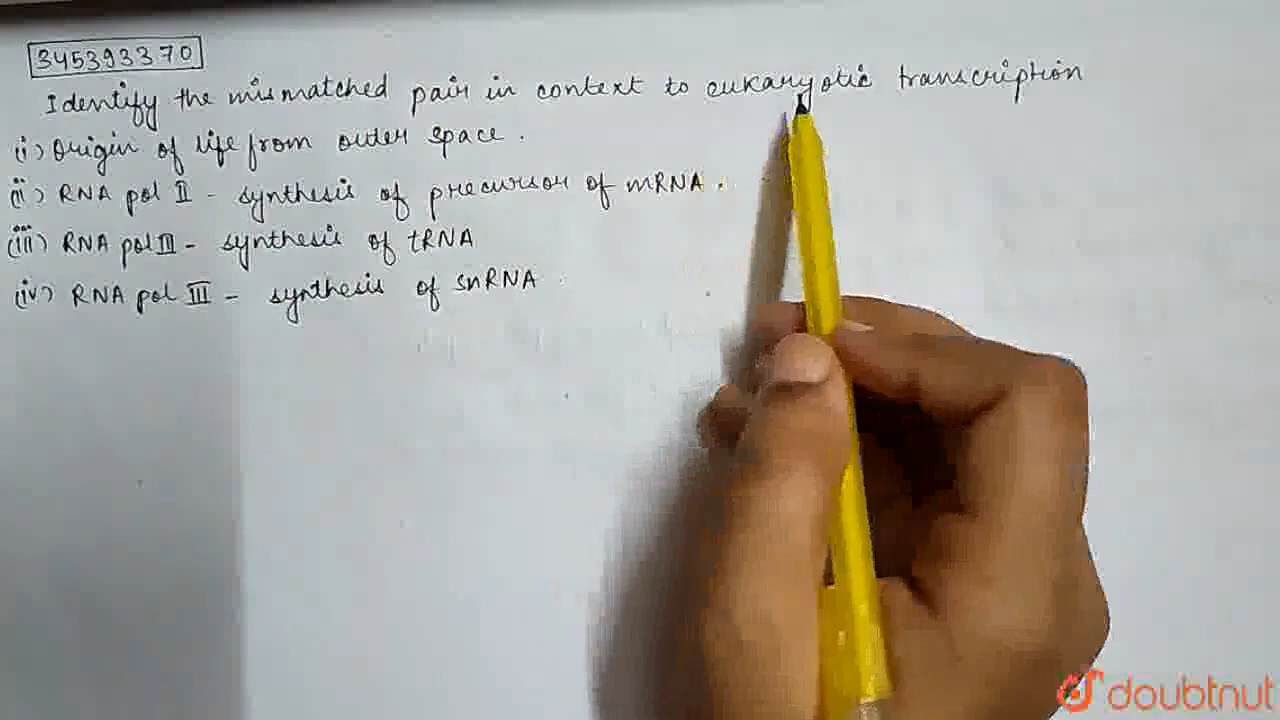 345393370
Identify the mismatched pair in context to eukaryotic transcription
(i) Origin of life from outer space.
(ii) RNA pol II - synthesis of precursor of mRNA.
(iii) RNA pol III - synthesis of tRNA
(iv) RNA pol III - synthesis of SnRNA
doubtnut